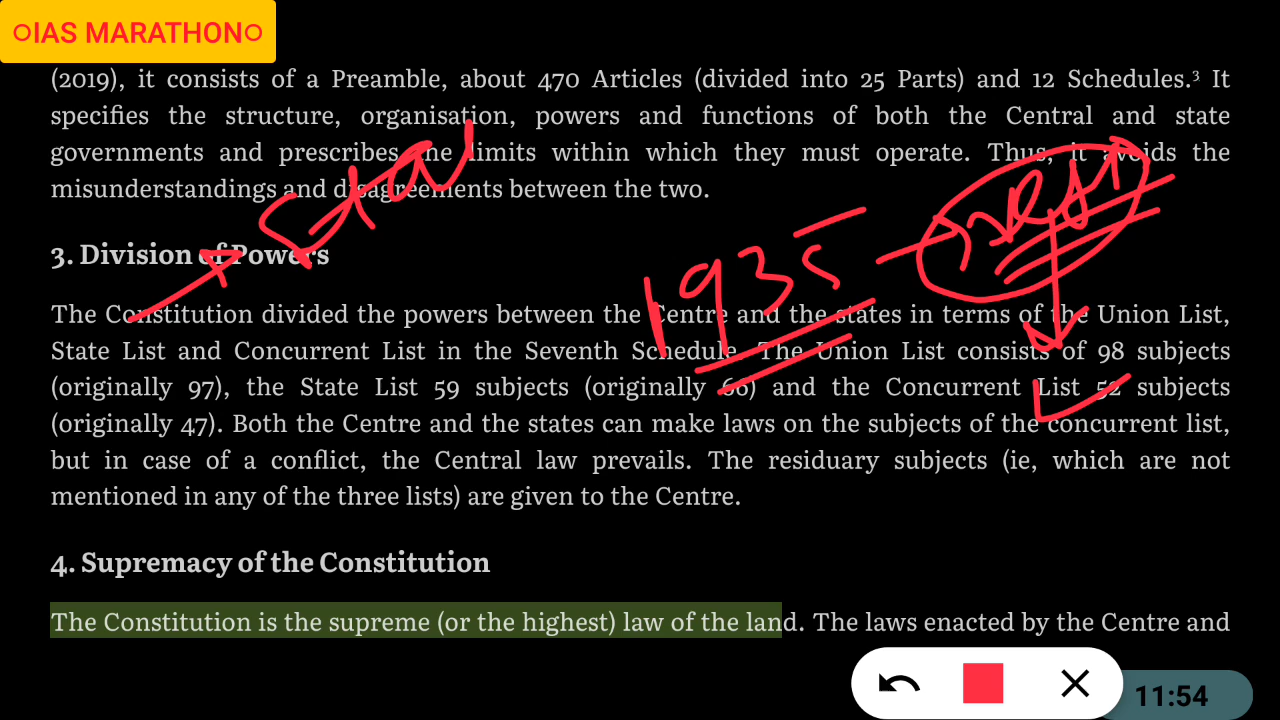 ○IAS MARATHON○
(2019), it consists of a Preamble, about 470 Articles (divided into 25 Parts) and 12 Schedules.³ It
specifies the structure, organisation, powers and functions of both the Central and state
governments and prescribes the limits within which they must operate. Thus, it avoids the
misunderstandings and disagreements between the two.
3. Division of Powers
1935
The Constitution divided the powers between the Centre and the states in terms of the Union List,
State List and Concurrent List in the Seventh Schedule. The Union List consists of 98 subjects
(originally 97), the State List 59 subjects (originally 66) and the Concurrent List 52 subjects
(originally 47). Both the Centre and the states can make laws on the subjects of the concurrent list,
but in case of a conflict, the Central law prevails. The residuary subjects (ie, which are not
mentioned in any of the three lists) are given to the Centre.
4. Supremacy of the Constitution
The Constitution is the supreme (or the highest) law of the land. The laws enacted by the Centre and
11:54